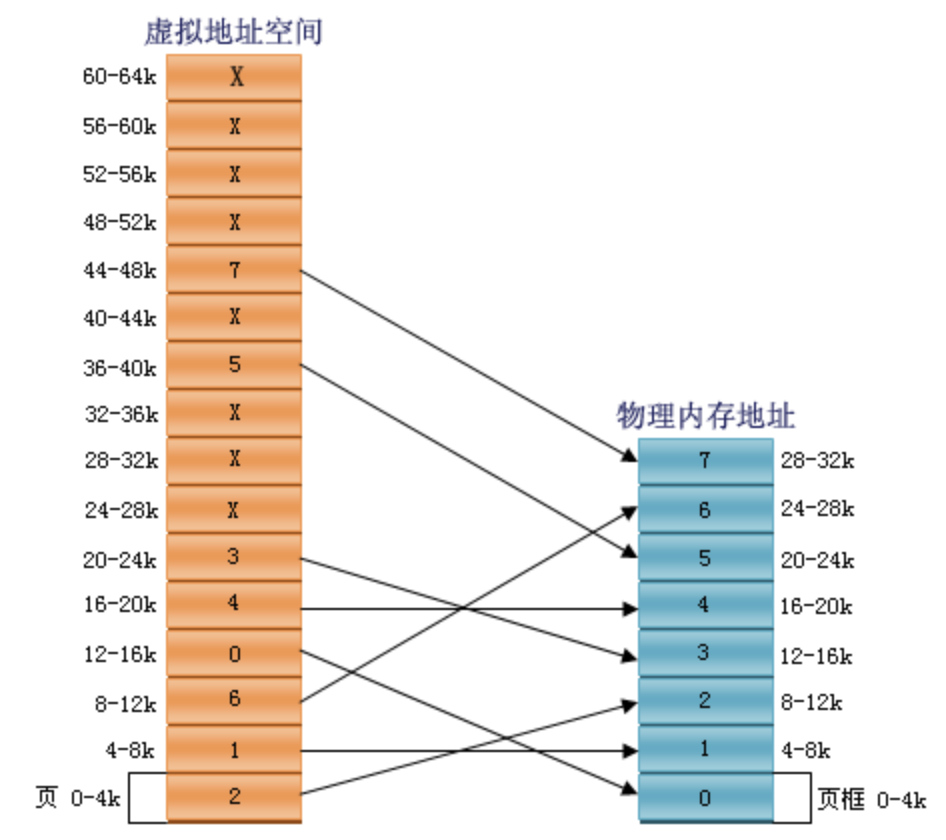 虚拟地址空间
60-64k X
56-60k X
52-56k X
48-52k X
44-48k 7
40-44k X
36-40k 5
32-36k X
28-32k X
24-28k X
20-24k 3
16-20k 4
12-16k 0
8-12k 6
4-8k 1
页 0-4k 2
物理内存地址
7 28-32k
6 24-28k
5 20-24k
4 16-20k
3 12-16k
2 8-12k
1 4-8k
0 页框 0-4k